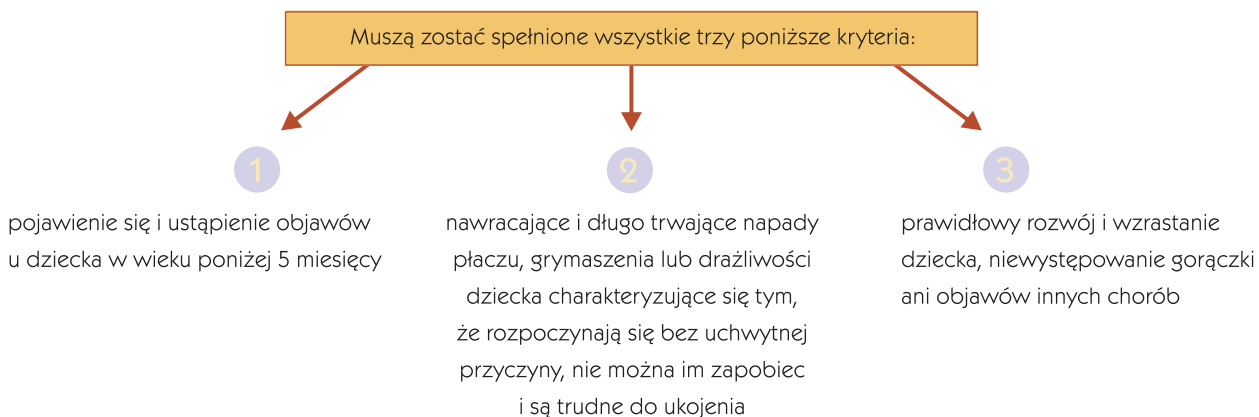 Muszą zostać spełnione wszystkie trzy poniższe kryteria:
1
pojawienie się i ustąpienie objawów
u dziecka w wieku poniżej 5 miesięcy
2
nawracające i długo trwające napady
płaczu, grymaszenia lub drażliwości
dziecka charakteryzujące się tym,
że rozpoczynają się bez uchwytnej
przyczyny, nie można im zapobiec
i są trudne do ukojenia
3
prawidłowy rozwój i wzrastanie
dziecka, niewystępowanie gorączki
ani objawów innych chorób